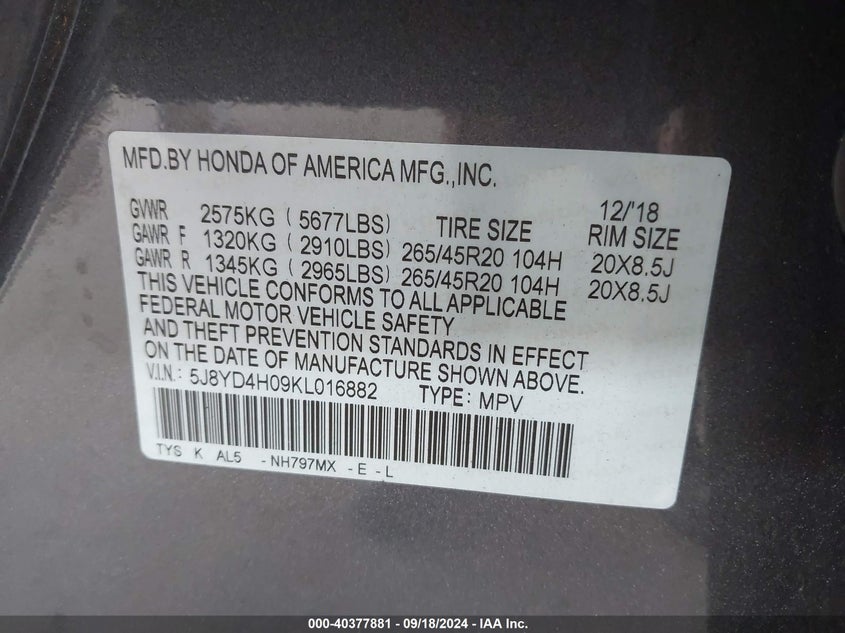 MFD.BY HONDA OF AMERICA MFG.,INC.
12/'18
GVWR 2575KG ( 5677LBS) TIRE SIZE RIM SIZE
GAWR F 1320KG ( 2910LBS) 265/45R20 104H 20X8.5J
GAWR R 1345KG ( 2965LBS) 265/45R20 104H 20X8.5J
THIS VEHICLE CONFORMS TO ALL APPLICABLE
FEDERAL MOTOR VEHICLE SAFETY
AND THEFT PREVENTION STANDARDS IN EFFECT
ON THE DATE OF MANUFACTURE SHOWN ABOVE.
V.I.N.: 5J8YD4H09KL016882 TYPE: MPV
TYS K AL5 -NH797MX -E -L
000-40377881 - 09/18/2024 - IAA Inc.